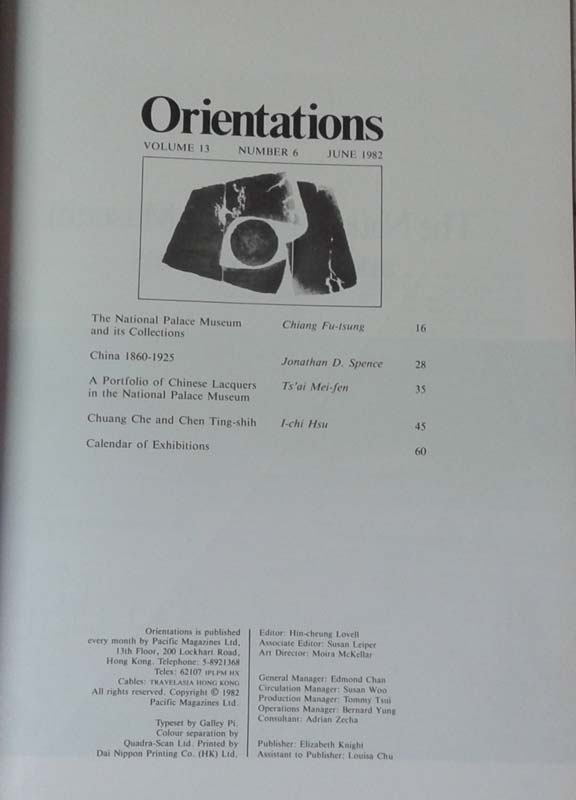 Orientations
VOLUME 13 NUMBER 6 JUNE 1982
The National Palace Museum
and its Collections
Chiang Fu-tsung 16
China 1860-1925
Jonathan D. Spence 28
A Portfolio of Chinese Lacquers
in the National Palace Museum
Ts'ai Mei-fen 35
Chuang Che and Chen Ting-shih I-chi Hsu 45
Calendar of Exhibitions 60
Orientations is published
every month by Pacific Magazines Ltd,
13th Floor, 200 Lockhart Road,
Hong Kong. Telephone: 5-8921368
Telex: 62107 IPLPM HX
Cables: TRAVELASIA HONG KONG
All rights reserved. Copyright © 1982
Pacific Magazines Ltd.
Typeset by Galley Pi.
Colour separation by
Quadra-Scan Ltd. Printed by
Dai Nippon Printing Co. (HK) Ltd.
Editor: Hin-cheung Lovell
Associate Editor: Susan Leiper
Art Director: Moira McKellar
General Manager: Edmond Chan
Circulation Manager: Susan Woo
Production Manager: Tommy Tsui
Operations Manager: Bernard Yung
Consultant: Adrian Zecha
Publisher: Elizabeth Knight
Assistant to Publisher: Louisa Chu